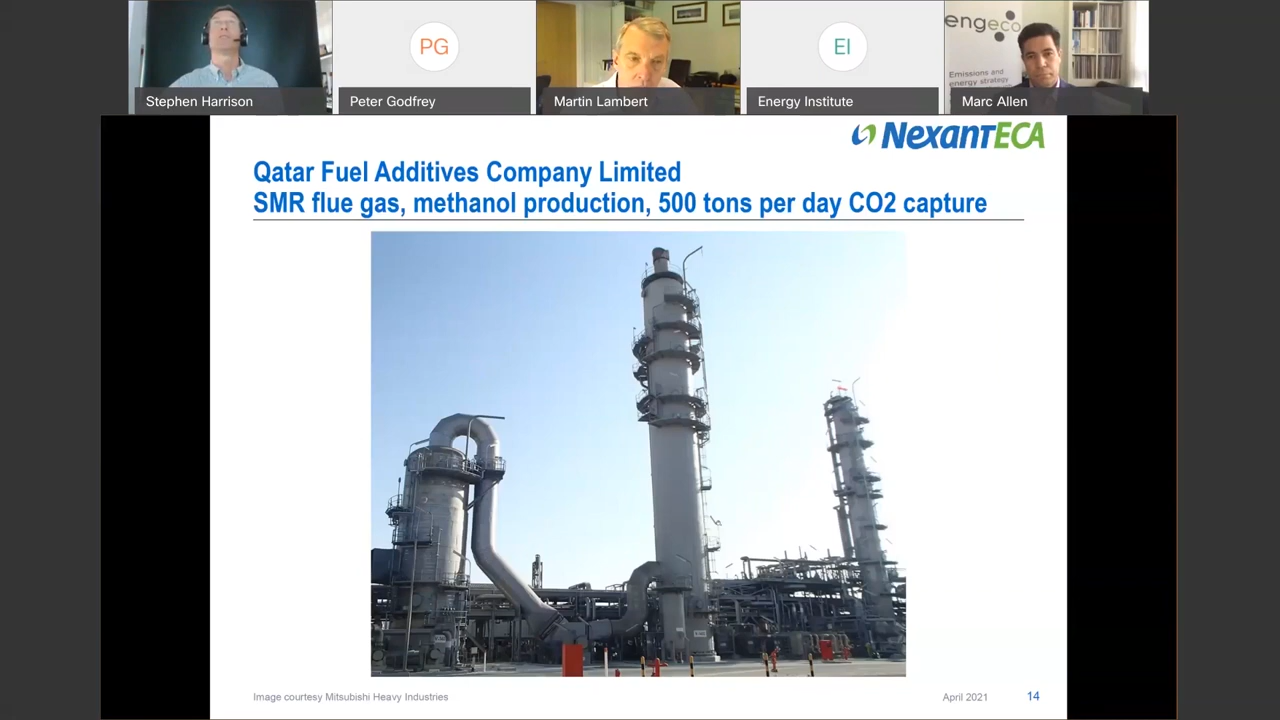 PG
EI
engeco
Emissions and
energy strategy
Stephen Harrison
Peter Godfrey
Martin Lambert
Energy Institute
Marc Allen
NEXANTECA
Qatar Fuel Additives Company Limited
SMR flue gas, methanol production, 500 tons per day CO2 capture
Image courtesy Mitsubishi Heavy Industries
April 2021
14